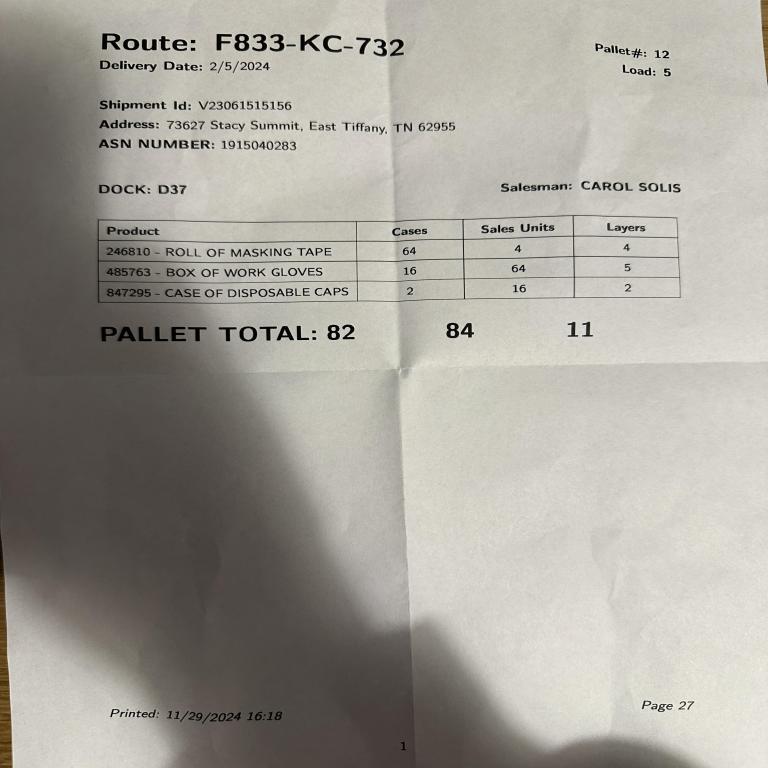 Route: F833-KC-732
Pallet#: 12
Delivery Date: 2/5/2024
Load: 5
Shipment Id: V23061515156
Address: 73627 Stacy Summit, East Tiffany, TN 62955
ASN NUMBER: 1915040283
DOCK: D37 Salesman: CAROL SOLIS
Product Cases Sales Units Layers
246810 - ROLL OF MASKING TAPE 64 4 4
485763 - BOX OF WORK GLOVES 16 64 5
847295 - CASE OF DISPOSABLE CAPS 2 16 2
PALLET TOTAL: 82 84 11
Printed: 11/29/2024 16:18 Page 27
1